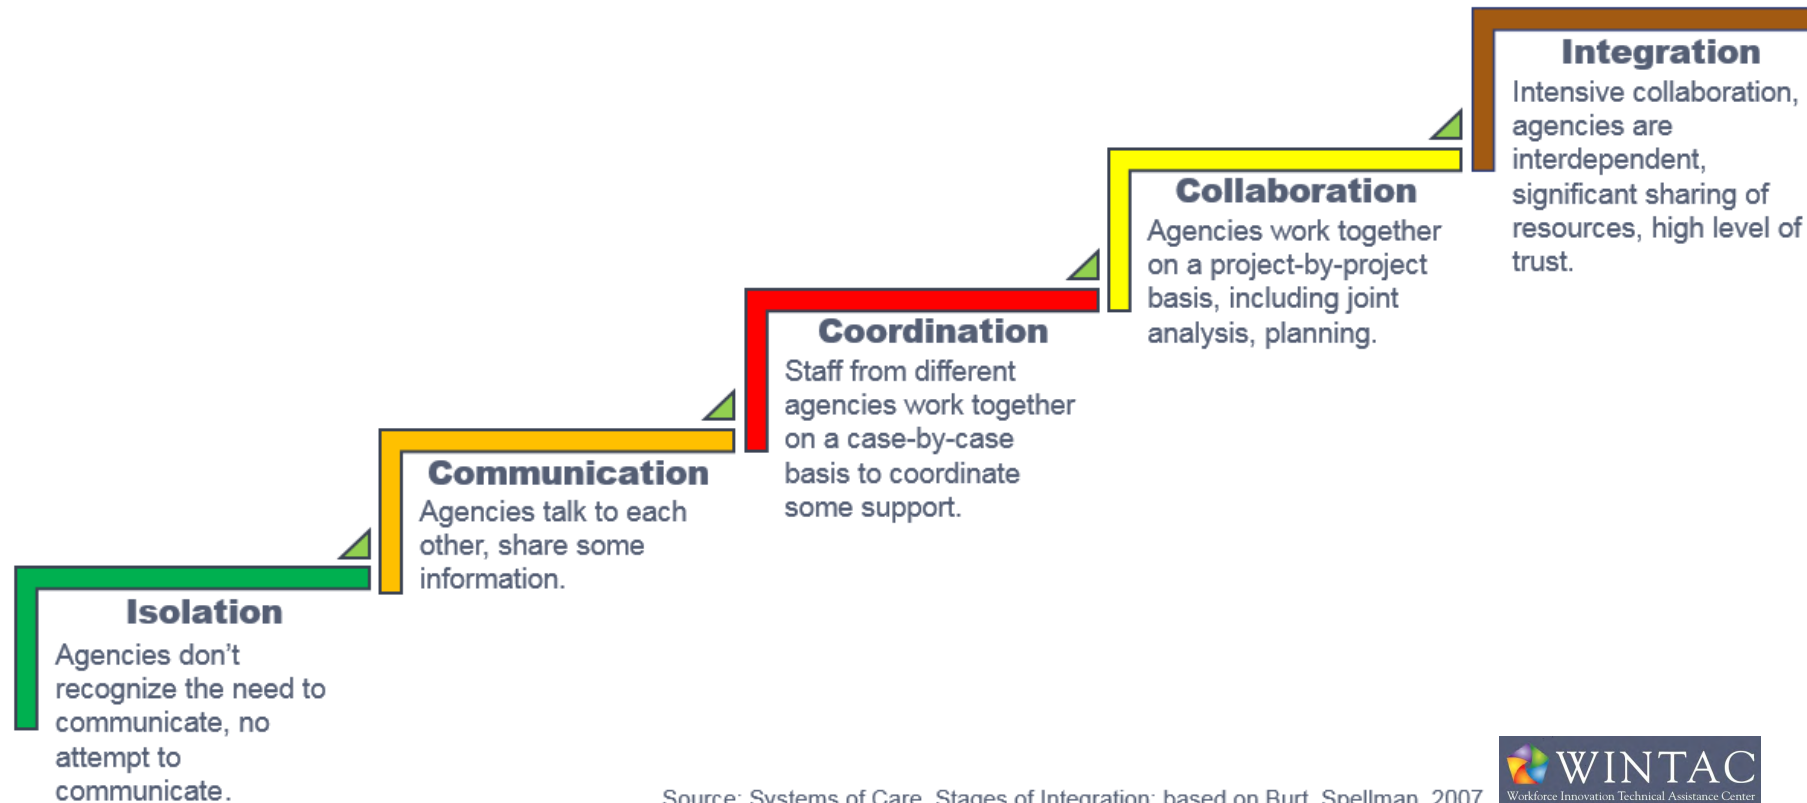 Integration
Intensive collaboration,
agencies are
interdependent,
significant sharing of
resources, high level of
trust.
Collaboration
Agencies work together
on a project-by-project
basis, including joint
analysis, planning.
Coordination
Staff from different
agencies work together
on a case-by-case
basis to coordinate
some support.
Communication
Agencies talk to each
other, share some
information.
Isolation
Agencies don't
recognize the need to
communicate, no
attempt to
communicate.
Source: Systems of Care, Stages of Integration; based on Burt, Spellman, 2007
WINTAC
Workforce Innovation Technical Assistance Center